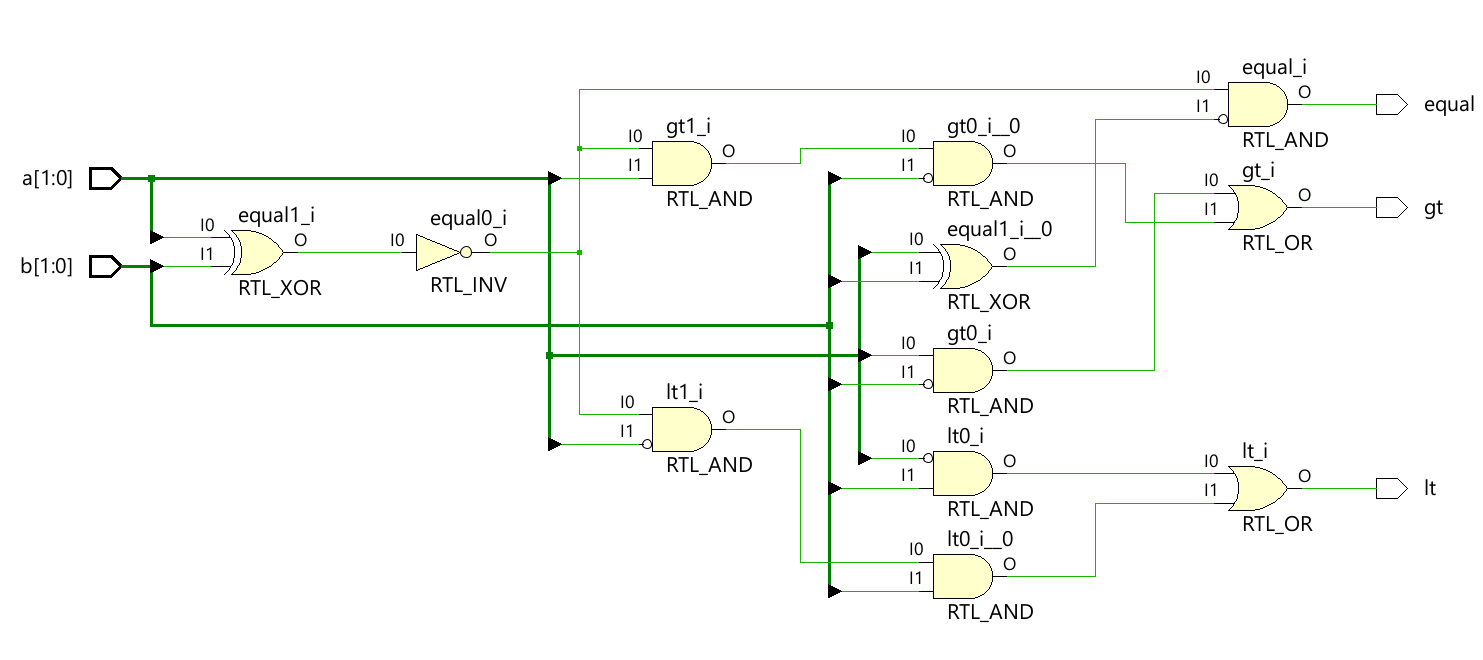 equal_i
I0
I1
O
equal
RTL_AND
gt1_i
I0
I1
O
RTL_AND
gt0_i__0
I0
I1
O
RTL_AND
gt_i
I0
I1
O
gt
RTL_OR
a[1:0]
b[1:0]
equal1_i
I0
I1
O
RTL_XOR
equal0_i
I0
O
RTL_INV
equal1_i__0
I0
I1
O
RTL_XOR
gt0_i
I0
I1
O
RTL_AND
lt1_i
I0
I1
O
RTL_AND
lt0_i
I0
I1
O
RTL_AND
lt_i
I0
I1
O
lt
RTL_OR
lt0_i__0
I0
I1
O
RTL_AND